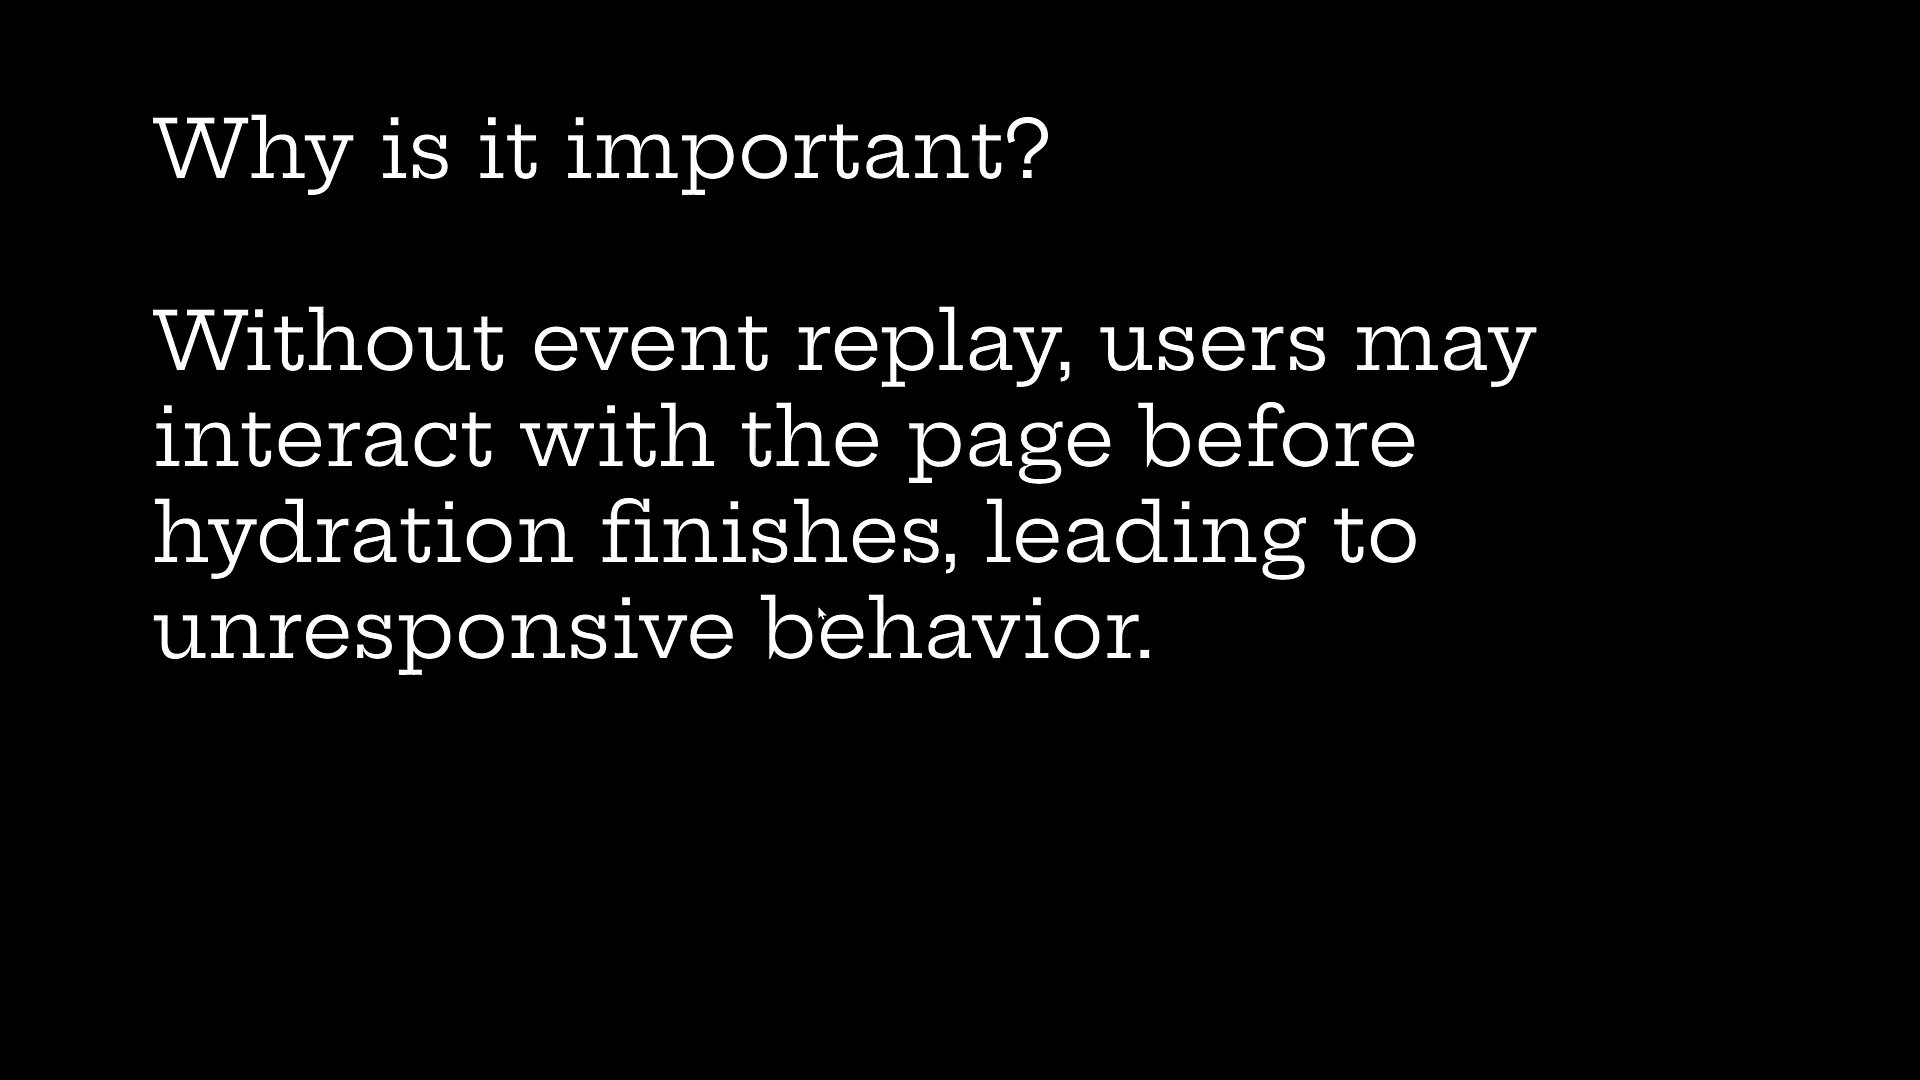 Why is it important?
Without event replay, users may
interact with the page before
hydration finishes, leading to
unresponsive behavior.